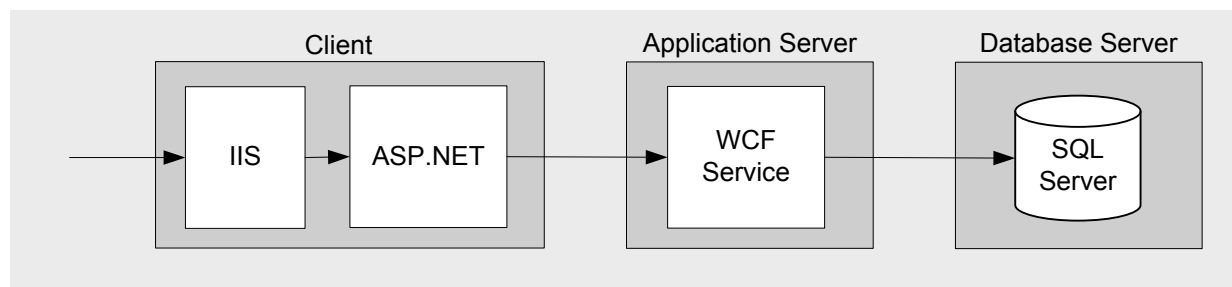 Client
Application Server
Database Server
IIS
ASP.NET
WCF
Service
SQL
Server